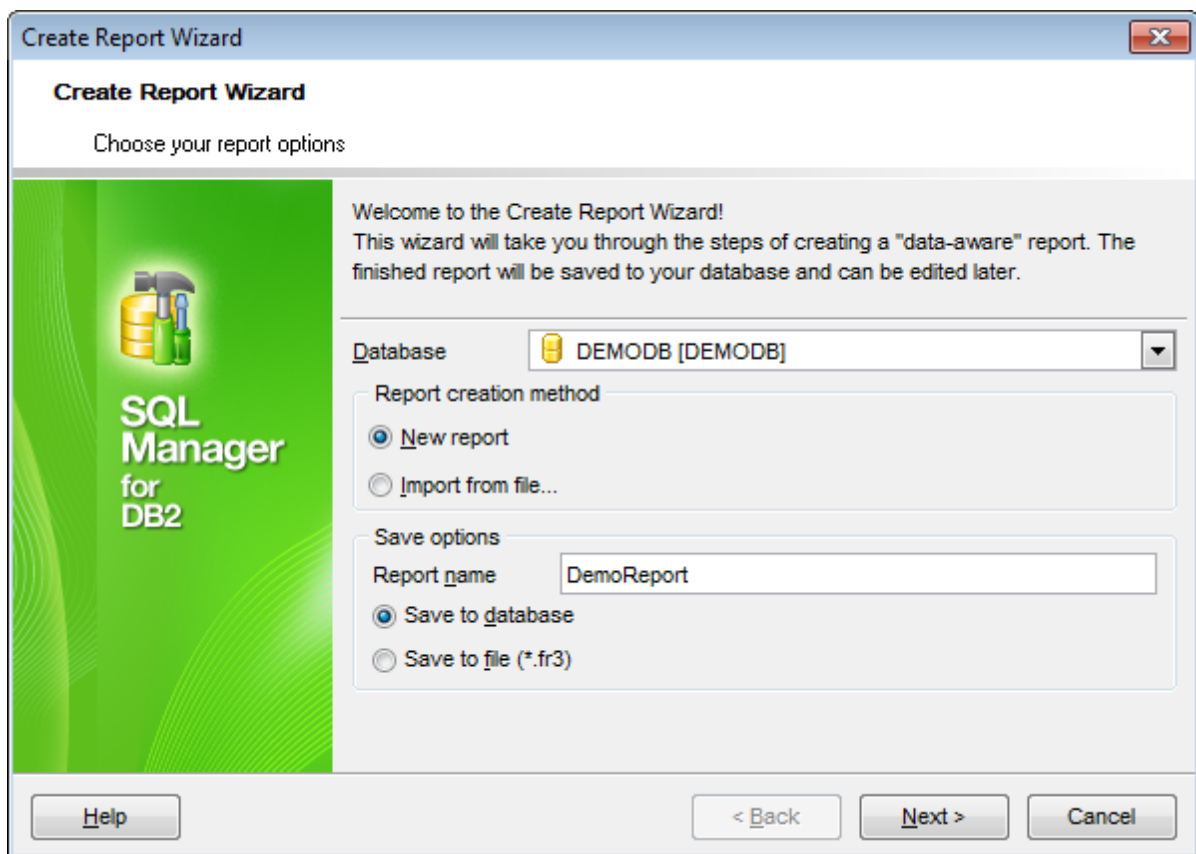 Create Report Wizard
Create Report Wizard
Choose your report options
Welcome to the Create Report Wizard!
This wizard will take you through the steps of creating a "data-aware" report. The
finished report will be saved to your database and can be edited later.
Database
DEMODB [DEMODB]
Report creation method
New report
Import from file...
Save options
Report name
DemoReport
Save to database
Save to file (*.fr3)
SQL
Manager
for
DB2
Help
< Back
Next >
Cancel